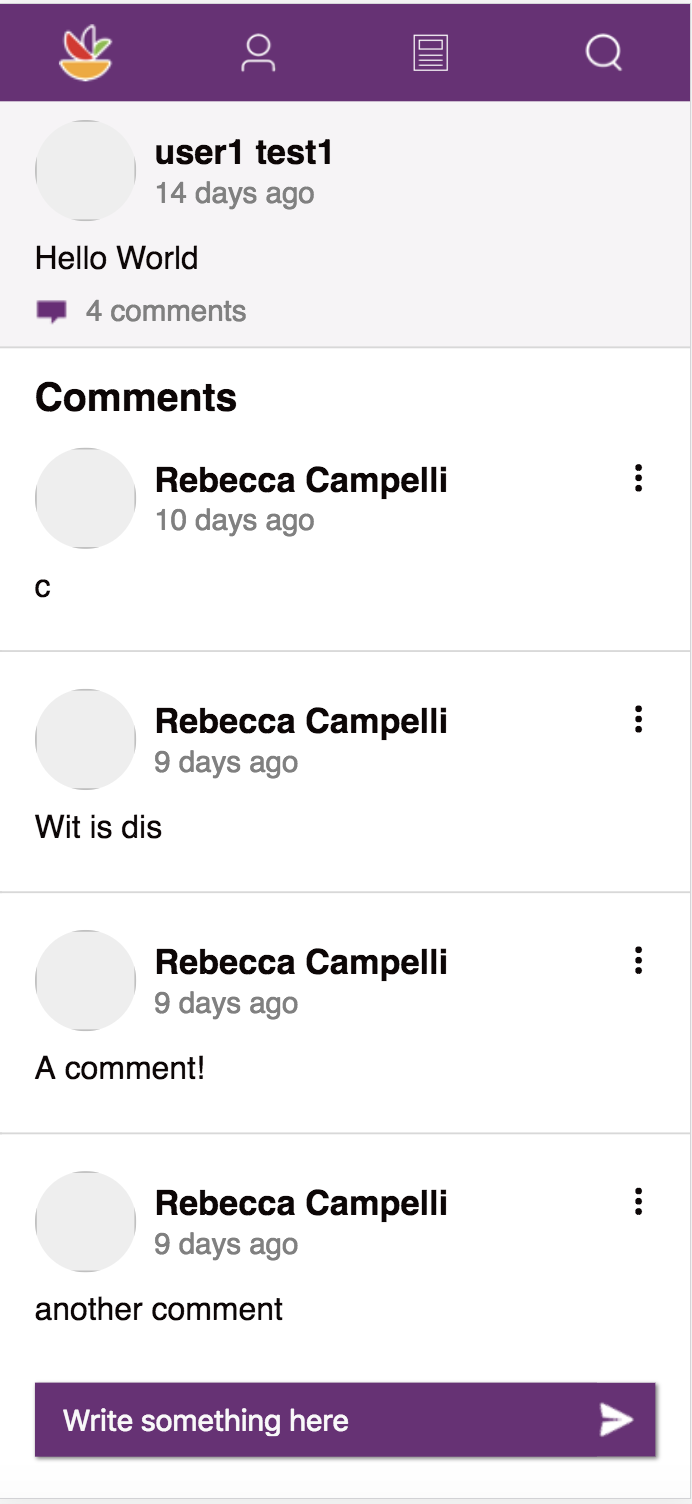 user1 test1
14 days ago
Hello World
4 comments
Comments
Rebecca Campelli
10 days ago
c
Rebecca Campelli
9 days ago
Wit is dis
Rebecca Campelli
9 days ago
A comment!
Rebecca Campelli
9 days ago
another comment
Write something here